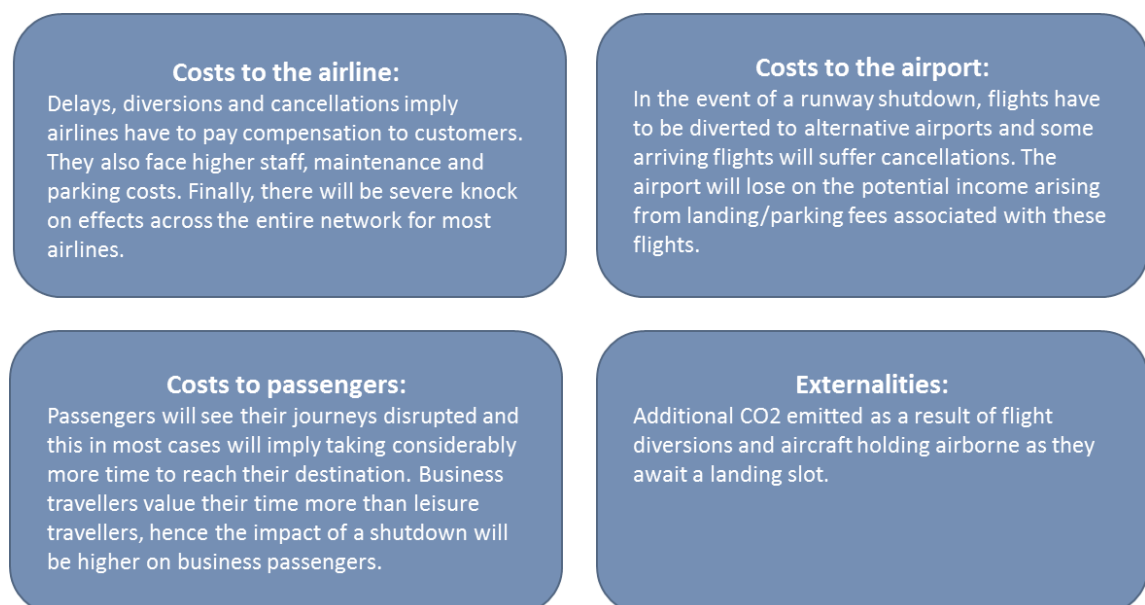 Costs to the airline:
Delays, diversions and cancellations imply
airlines have to pay compensation to customers.
They also face higher staff, maintenance and
parking costs. Finally, there will be severe knock
on effects across the entire network for most
airlines.
Costs to the airport:
In the event of a runway shutdown, flights have
to be diverted to alternative airports and some
arriving flights will suffer cancellations. The
airport will lose on the potential income arising
from landing/parking fees associated with these
flights.
Costs to passengers:
Passengers will see their journeys disrupted and
this in most cases will imply taking considerably
more time to reach their destination. Business
travellers value their time more than leisure
travellers, hence the impact of a shutdown will
be higher on business passengers.
Externalities:
Additional CO2 emitted as a result of flight
diversions and aircraft holding airborne as they
await a landing slot.